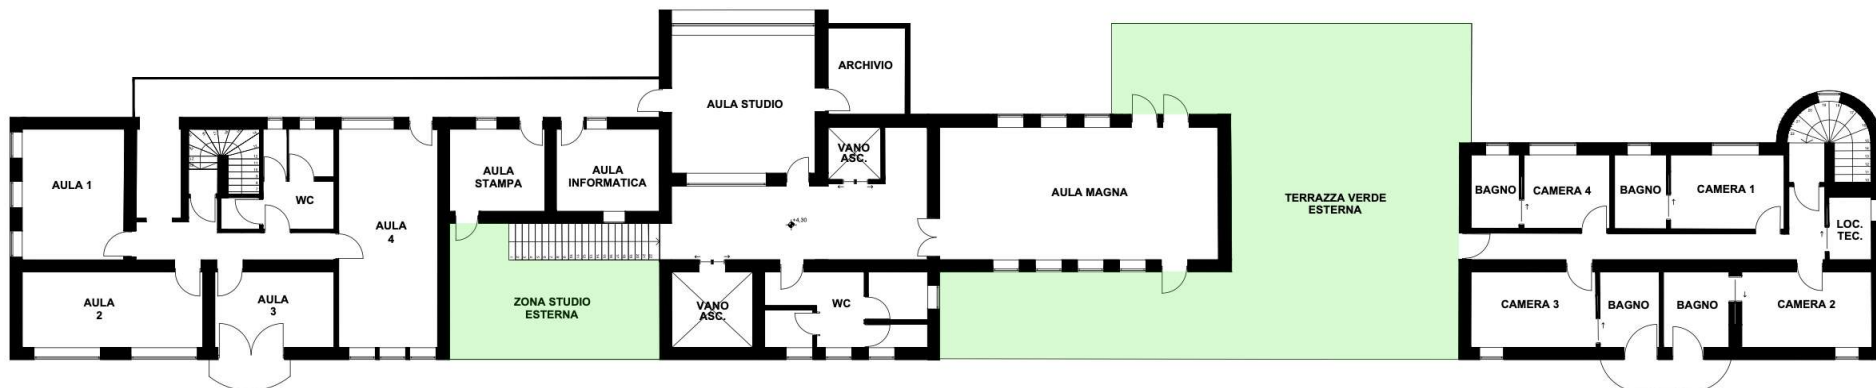 ARCHIVIO
AULA STUDIO
VANO
ASC.
AULA 1
AULA
STAMPA
AULA
INFORMATICA
WC
AULA
4
+4,30
AULA MAGNA
TERRAZZA VERDE
ESTERNA
BAGNO
CAMERA 4
BAGNO
CAMERA 1
LOC.
TEC.
AULA
2
AULA
3
ZONA STUDIO
ESTERNA
VANO
ASC.
WC
CAMERA 3
BAGNO
BAGNO
CAMERA 2